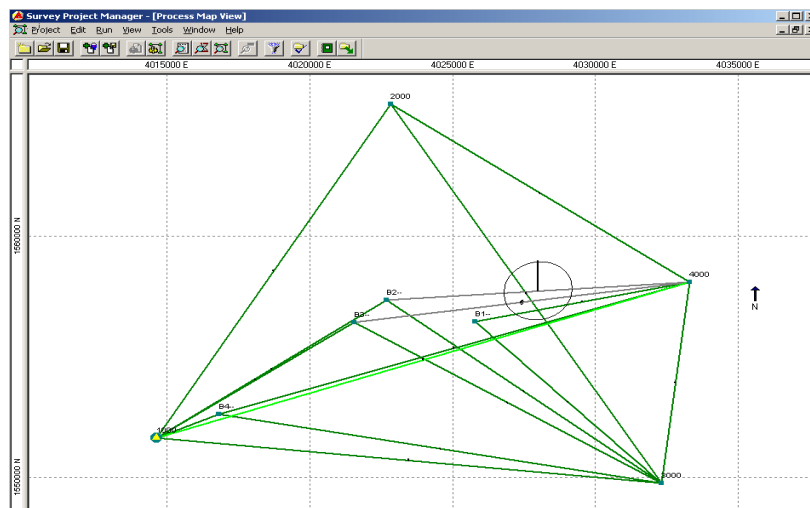 Survey Project Manager - [Process Map View]
Project Edit Run View Tools Window Help
4015000 E 4020000 E 4025000 E 4030000 E 4035000 E
2000
1560000 N
4000
B2--
B3-- B1--
N
B4--
1000
1550000 N
3000